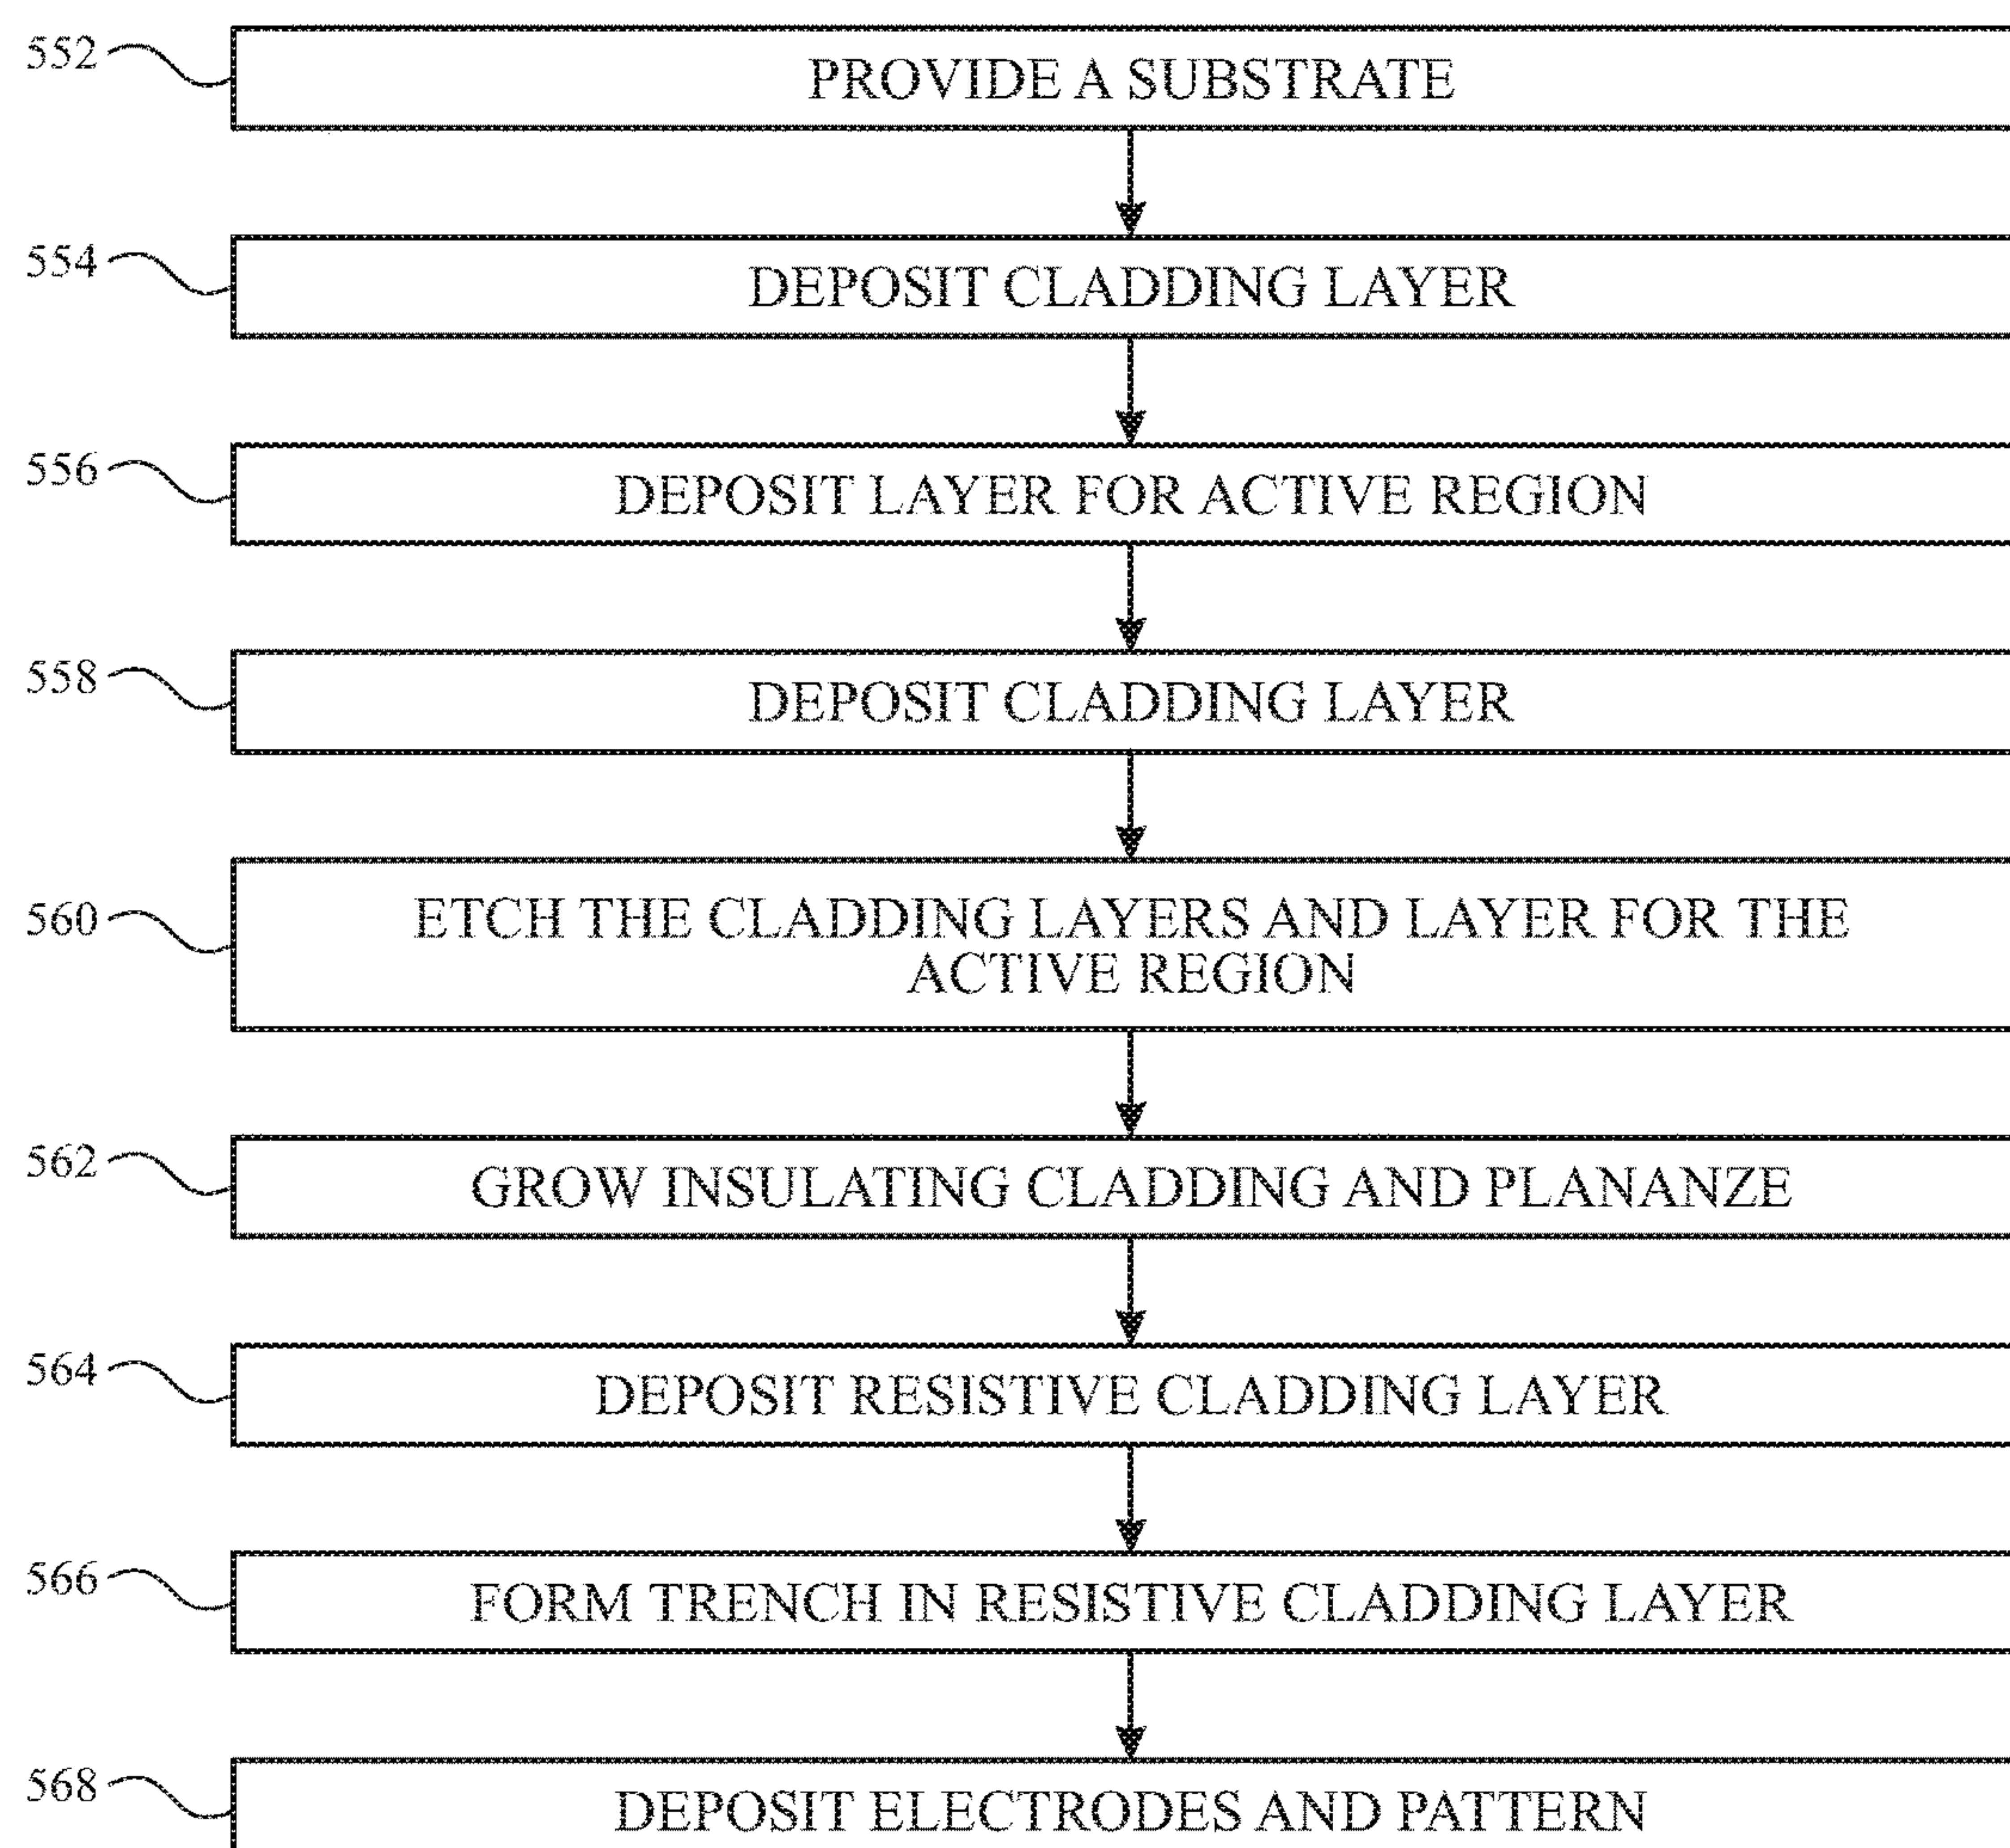 552
PROVIDE A SUBSTRATE
554
DEPOSIT CLADDING LAYER
556
DEPOSIT LAYER FOR ACTIVE REGION
558
DEPOSIT CLADDING LAYER
560
ETCH THE CLADDING LAYERS AND LAYER FOR THE
ACTIVE REGION
562
GROW INSULATING CLADDING AND PLANANZE
564
DEPOSIT RESISTIVE CLADDING LAYER
566
FORM TRENCH IN RESISTIVE CLADDING LAYER
568
DEPOSIT ELECTRODES AND PATTERN